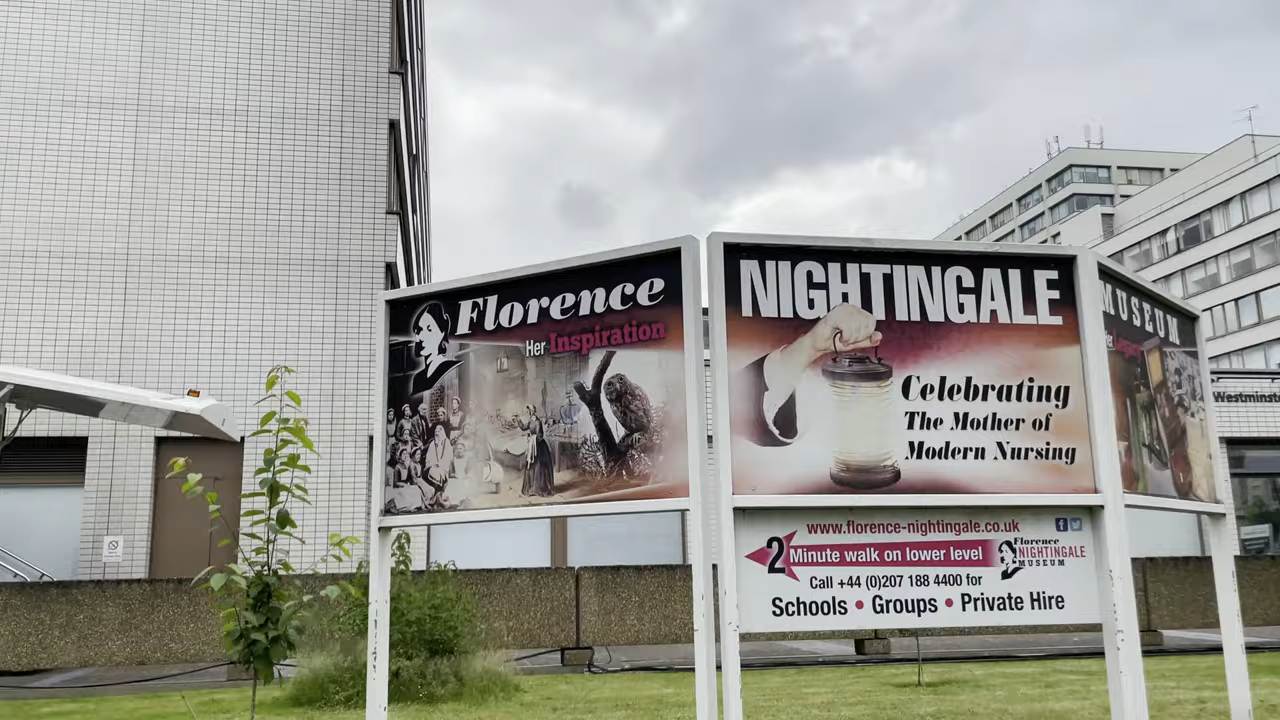 Florence
Her Inspiration
NIGHTINGALE
Celebrating
The Mother of
Modern Nursing
MUSEUM
www.florence-nightingale.co.uk
2 Minute walk on lower level
Florence
NIGHTINGALE
MUSEUM
Call +44 (0)207 188 4400 for
Schools • Groups • Private Hire